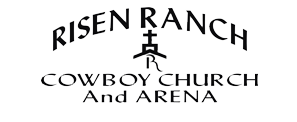 RISEN RANCH
R
COWBOY CHURCH
And ARENA